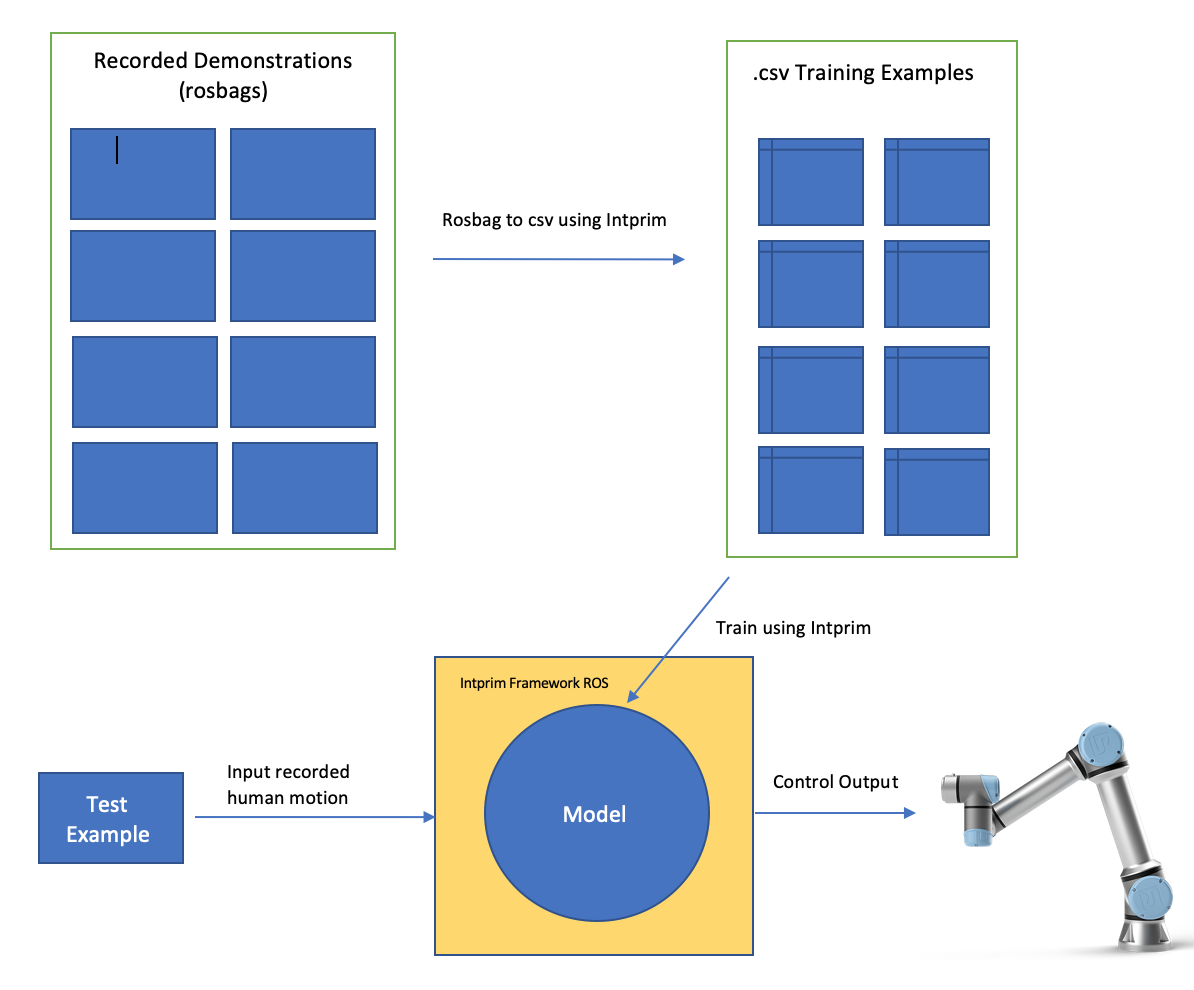 Recorded Demonstrations
(rosbags)
.csv Training Examples
Rosbag to csv using Intprim
Train using Intprim
Intprim Framework ROS
Input recorded
human motion
Test
Example
Model
Control Output